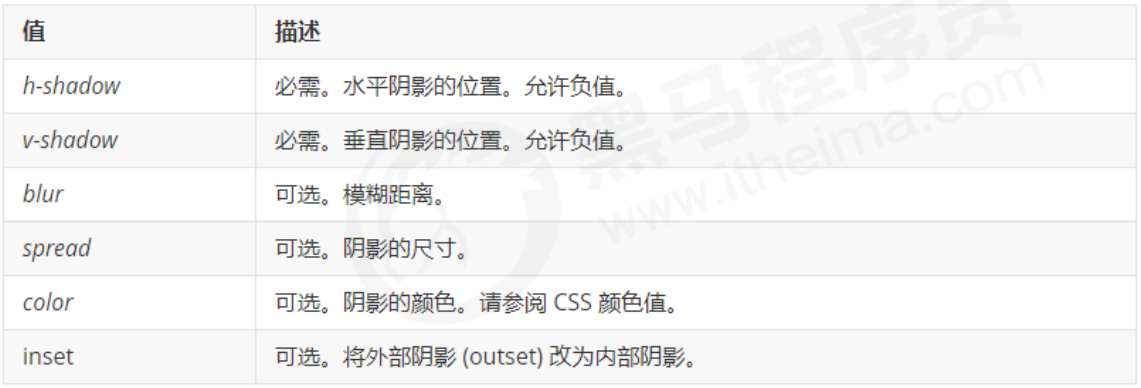 值 描述
h-shadow 必需。水平阴影的位置。允许负值。
v-shadow 必需。垂直阴影的位置。允许负值。
blur 可选。模糊距离。
spread 可选。阴影的尺寸。
color 可选。阴影的颜色。请参阅 CSS 颜色值。
inset 可选。将外部阴影 (outset) 改为内部阴影。
黑马程序员
www.itheima.com